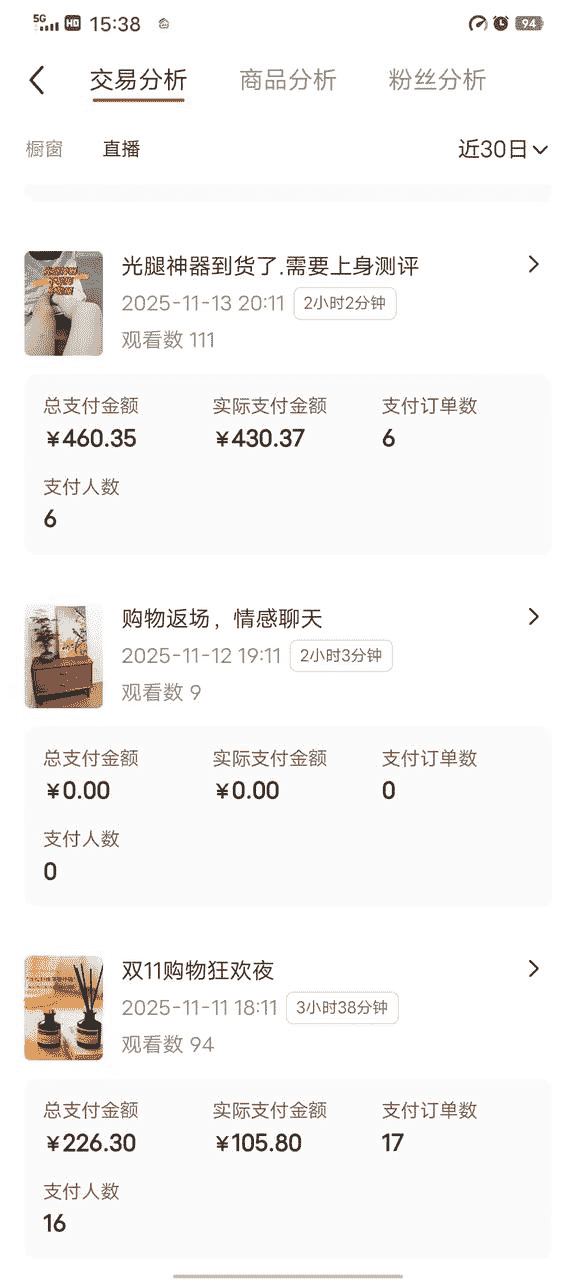 5G HD 15:38 94
交易分析 商品分析 粉丝分析
橱窗 直播 近30日
光腿神器到货了.需要上身测评
2025-11-13 20:11 2小时2分钟
观看数 111
总支付金额 实际支付金额 支付订单数
¥460.35 ¥430.37 6
支付人数
6
购物返场，情感聊天
2025-11-12 19:11 2小时3分钟
观看数 9
总支付金额 实际支付金额 支付订单数
¥0.00 ¥0.00 0
支付人数
0
双11购物狂欢夜
2025-11-11 18:11 3小时38分钟
观看数 94
总支付金额 实际支付金额 支付订单数
¥226.30 ¥105.80 17
支付人数
16